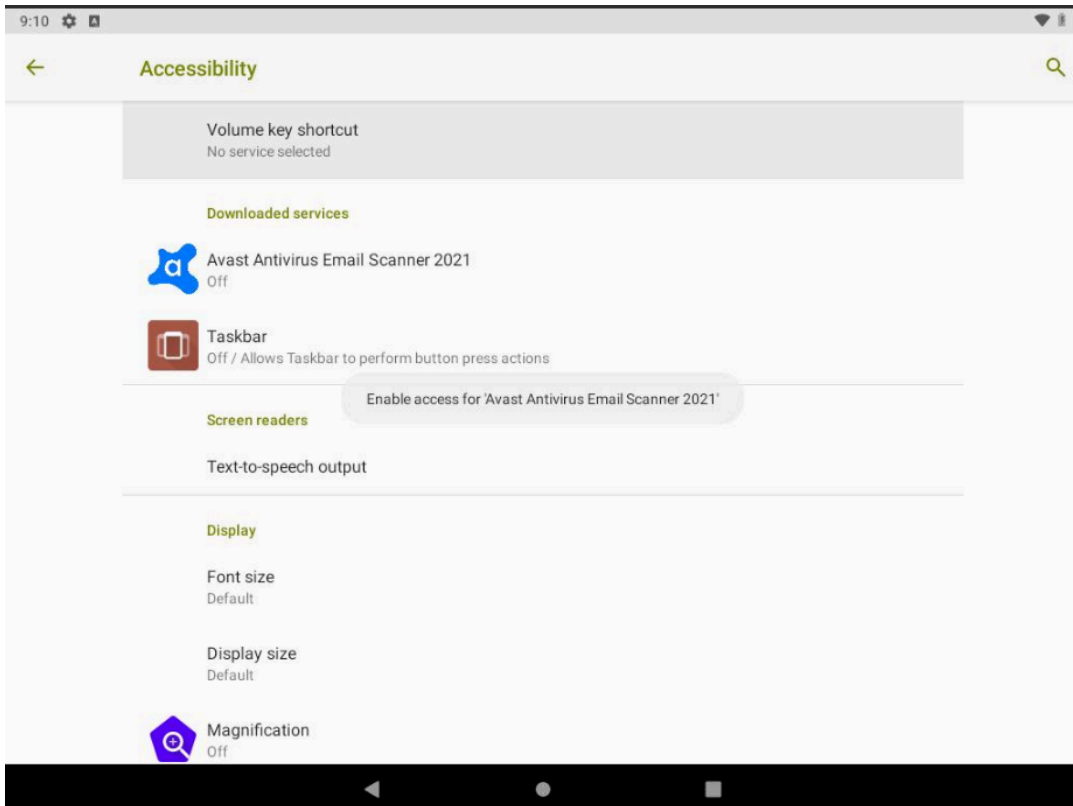 9:10
Accessibility
Volume key shortcut
No service selected
Downloaded services
Avast Antivirus Email Scanner 2021
Off
Taskbar
Off / Allows Taskbar to perform button press actions
Enable access for 'Avast Antivirus Email Scanner 2021'
Screen readers
Text-to-speech output
Display
Font size
Default
Display size
Default
Magnification
Off